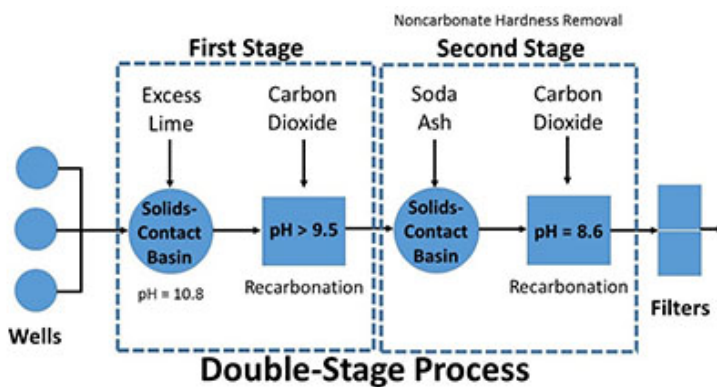 Noncarbonate Hardness Removal
First Stage
Second Stage
Excess
Lime
Carbon
Dioxide
Soda
Ash
Carbon
Dioxide
Solids-
Contact
Basin
pH > 9.5
Solids-
Contact
Basin
pH = 8.6
pH = 10.8
Recarbonation
Recarbonation
Wells
Filters
Double-Stage Process